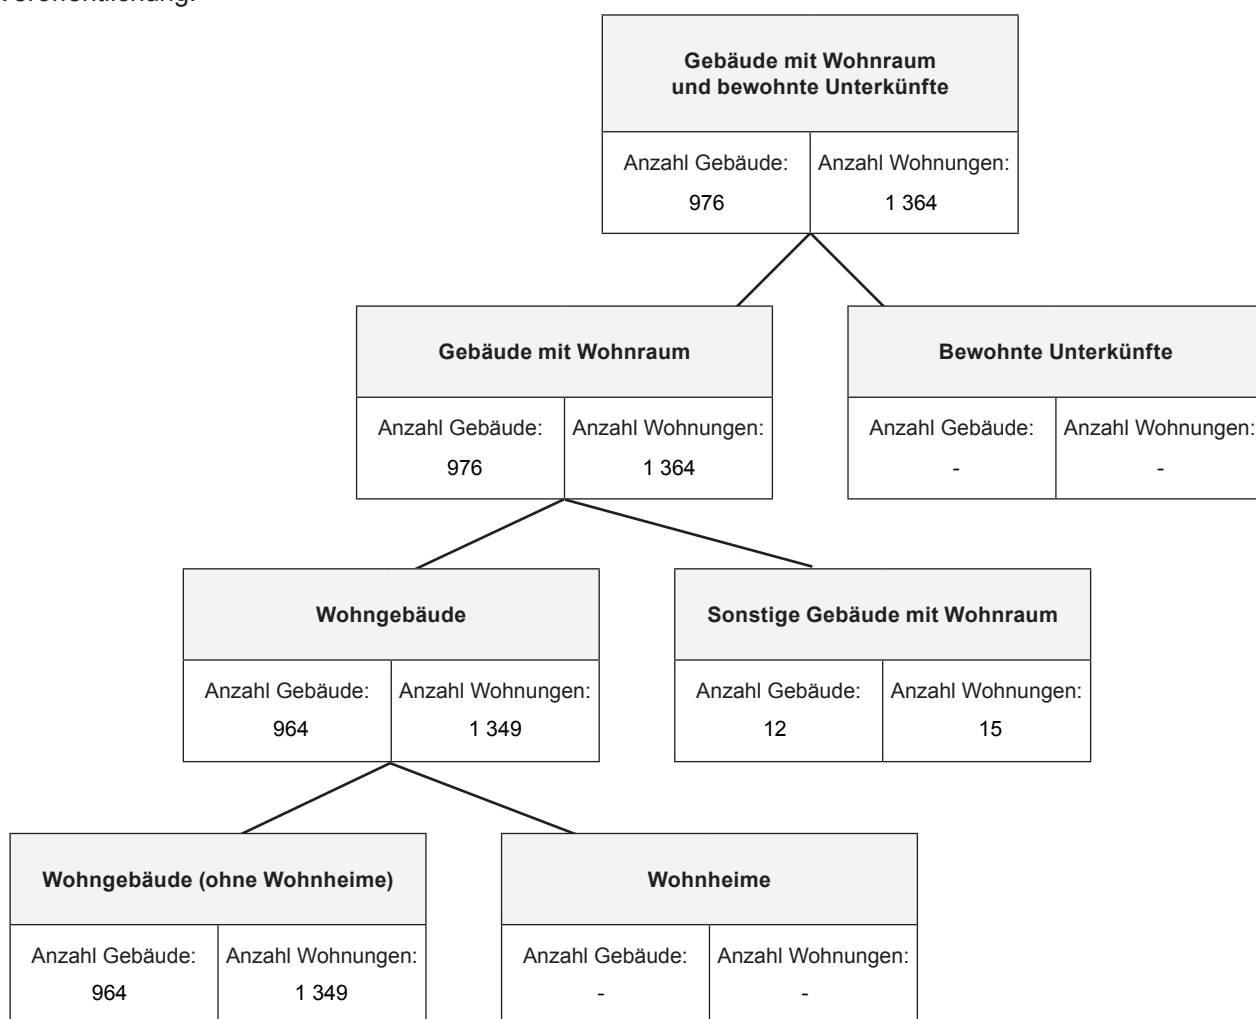 Veröffentlichung.
Gebäude mit Wohnraum
und bewohnte Unterkünfte
Anzahl Gebäude: Anzahl Wohnungen:
976 1 364
Gebäude mit Wohnraum Bewohnte Unterkünfte
Anzahl Gebäude: Anzahl Wohnungen: Anzahl Gebäude: Anzahl Wohnungen:
976 1 364 - -
Wohngebäude Sonstige Gebäude mit Wohnraum
Anzahl Gebäude: Anzahl Wohnungen: Anzahl Gebäude: Anzahl Wohnungen:
964 1 349 12 15
Wohngebäude (ohne Wohnheime) Wohnheime
Anzahl Gebäude: Anzahl Wohnungen: Anzahl Gebäude: Anzahl Wohnungen:
964 1 349 - -